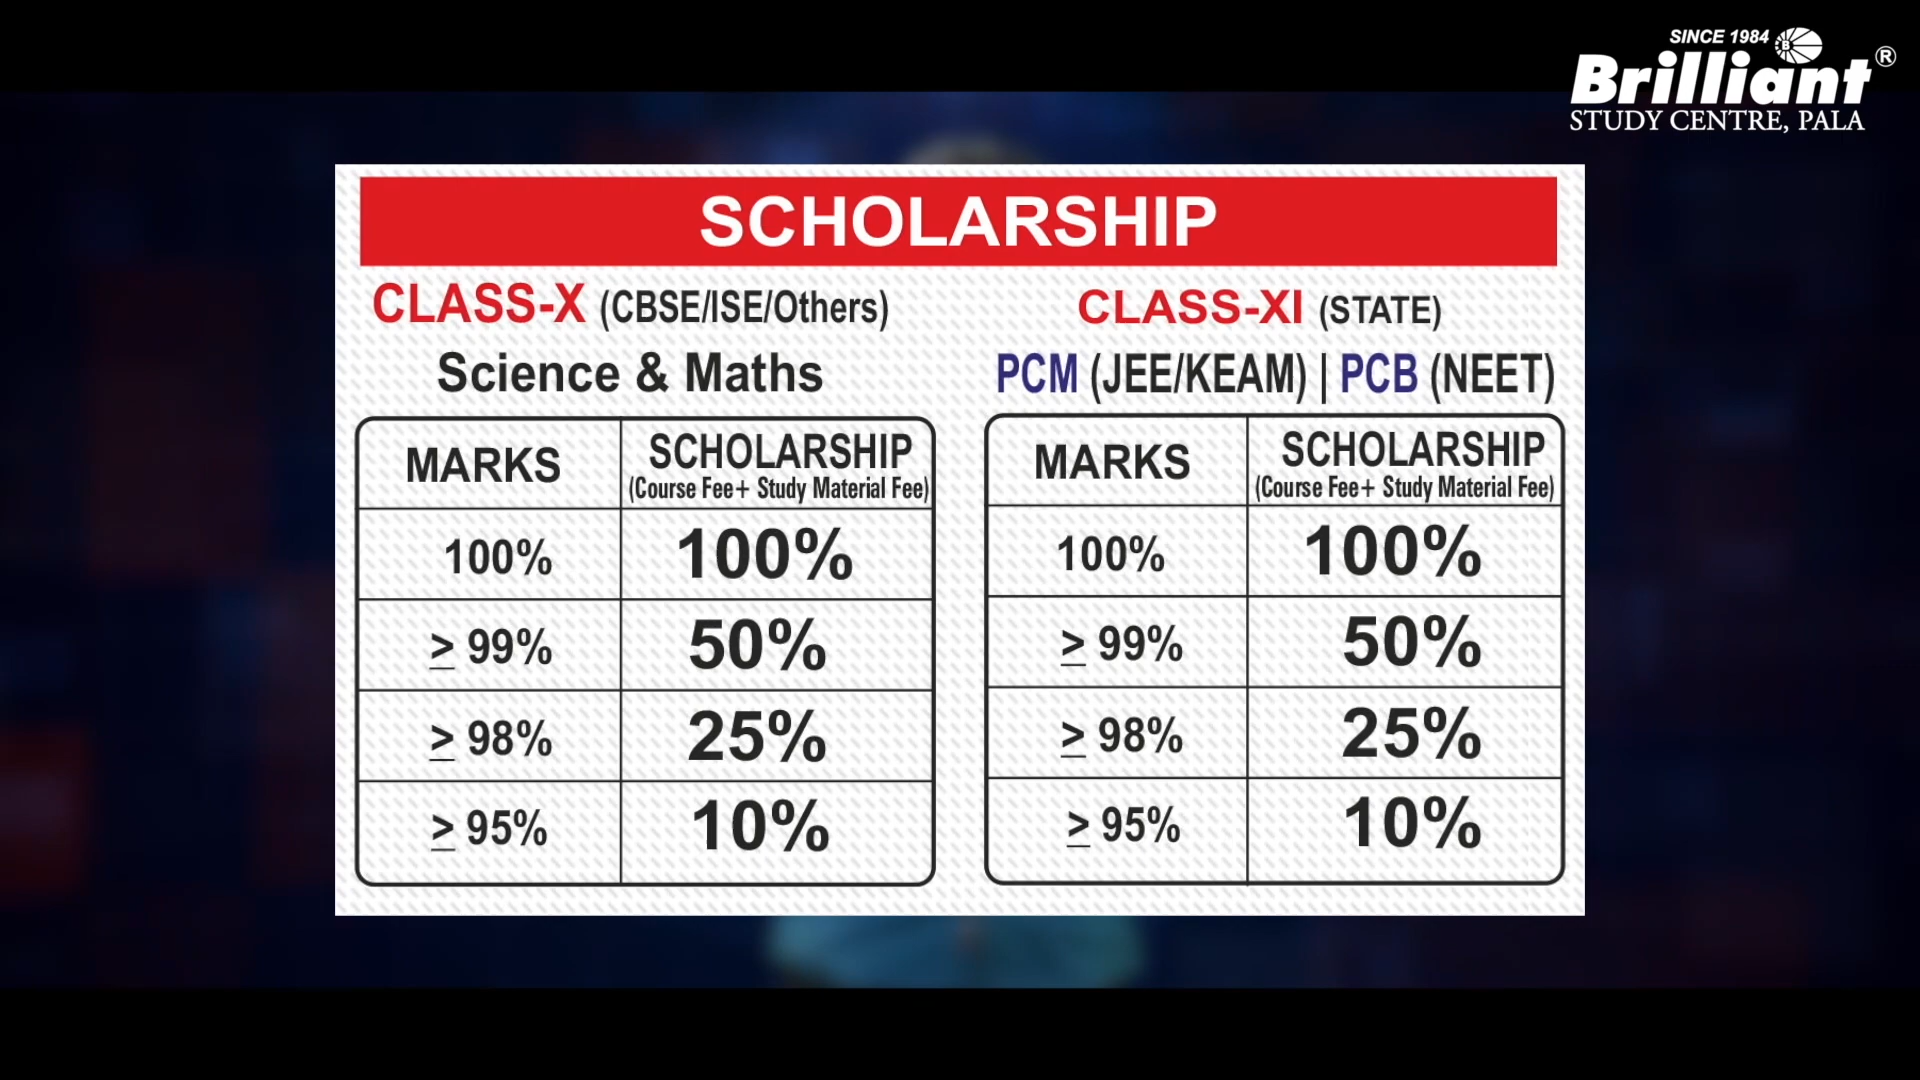 SINCE 1984
Brilliant®
STUDY CENTRE, PALA
SCHOLARSHIP
CLASS-X (CBSE/ISE/Others)
Science & Maths
MARKS SCHOLARSHIP
(Course Fee+ Study Material Fee)
100% 100%
≥ 99% 50%
≥ 98% 25%
≥ 95% 10%
CLASS-XI (STATE)
PCM (JEE/KEAM) | PCB (NEET)
MARKS SCHOLARSHIP
(Course Fee+ Study Material Fee)
100% 100%
≥ 99% 50%
≥ 98% 25%
≥ 95% 10%